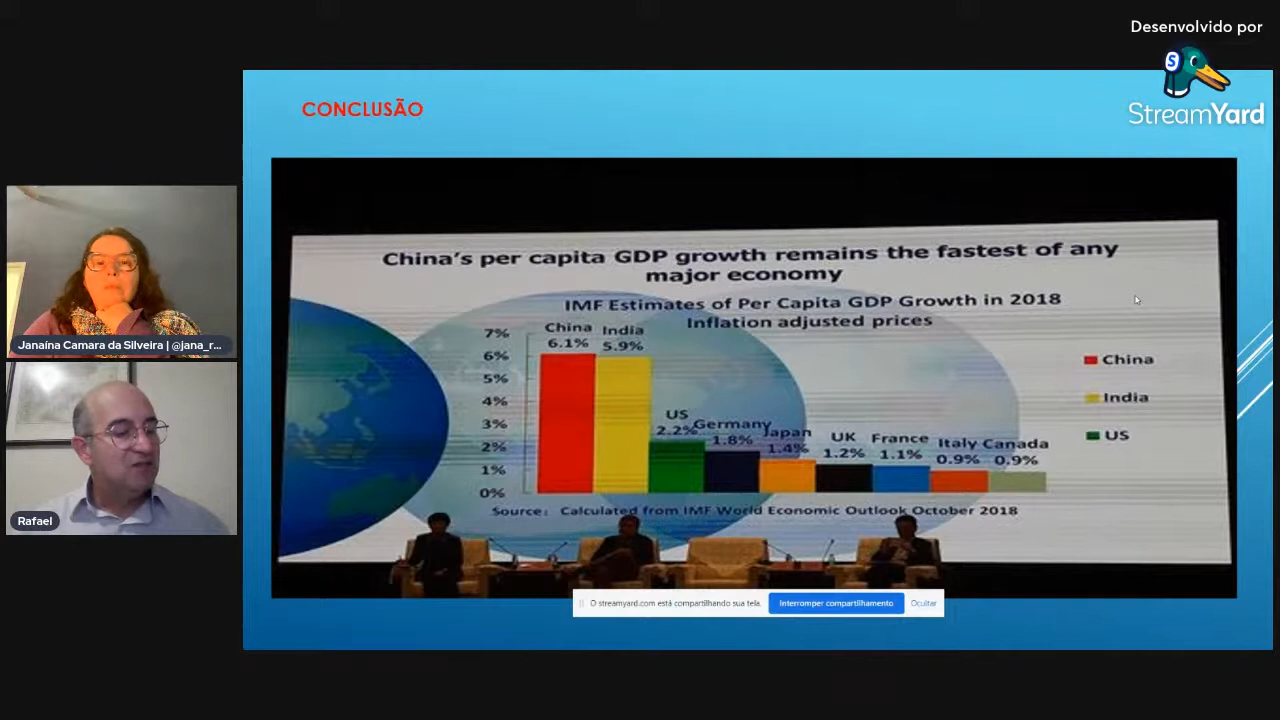 Desenvolvido por
StreamYard
CONCLUSÃO
China's per capita GDP growth remains the fastest of any
major economy
IMF Estimates of Per Capita GDP Growth in 2018
Inflation adjusted prices
7%
6%
5%
4%
3%
2%
1%
0%
China
6.1%
India
5.9%
US
2.2%
Germany
1.8%
Japan
1.4%
UK
1.2%
France
1.1%
Italy
0.9%
Canada
0.9%
China
India
US
Source: Calculated from IMF World Economic Outlook October 2018
Janaína Camara da Silveira | @jana_r...
Rafael
O streamyard.com está compartilhando sua tela.
Interromper compartilhamento
Ocultar